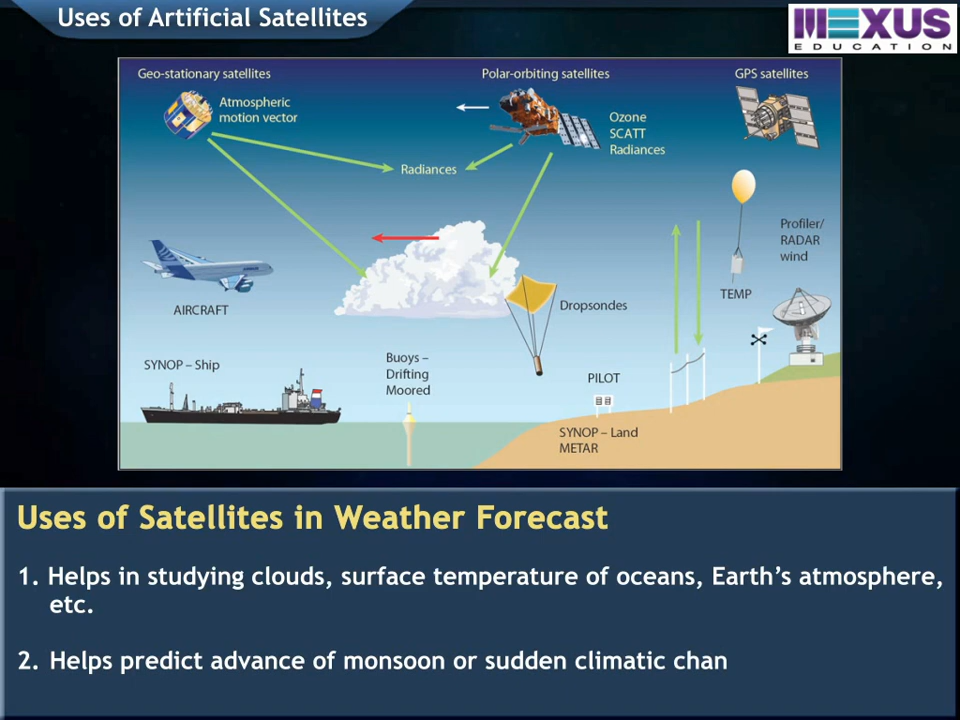 Uses of Artificial Satellites
MEXUS
EDUCATION
Geo-stationary satellites
Polar-orbiting satellites
GPS satellites
Atmospheric
motion vector
Ozone
SCATT
Radiances
Radiances
Profiler/
RADAR
wind
TEMP
AIRCRAFT
Dropsondes
SYNOP – Ship
Buoys –
Drifting
Moored
PILOT
SYNOP – Land
METAR
Uses of Satellites in Weather Forecast
1. Helps in studying clouds, surface temperature of oceans, Earth’s atmosphere,
etc.
2. Helps predict advance of monsoon or sudden climatic chan